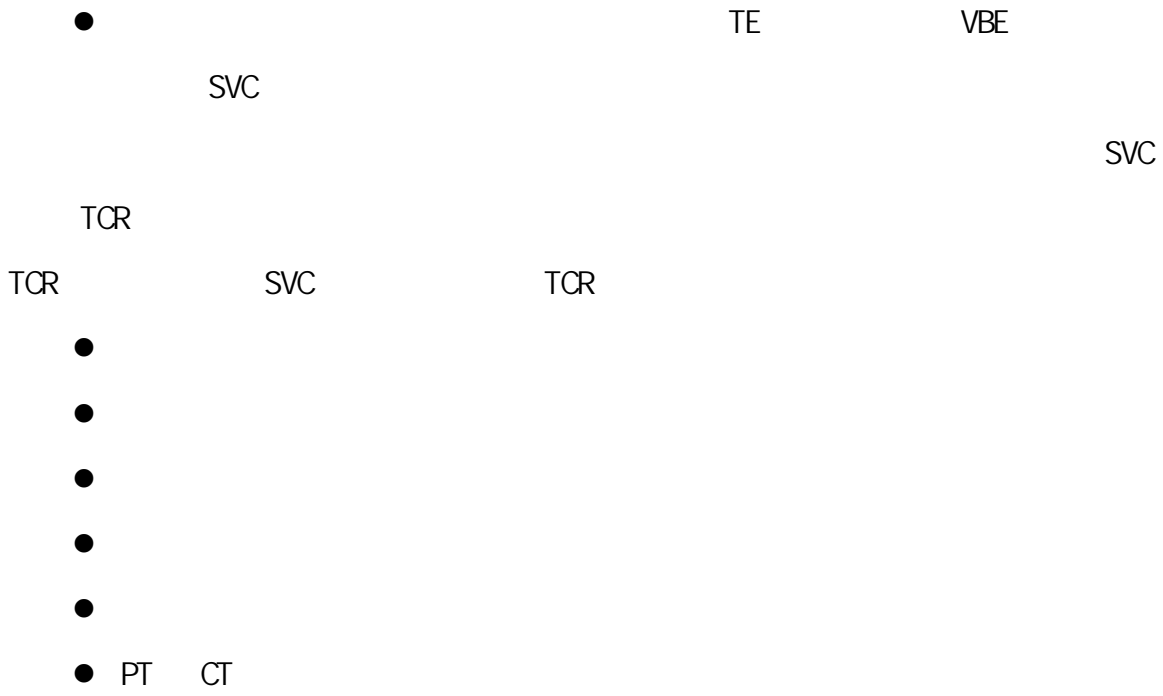 ● TE VBE
SVC
SVC
TCR
TCR SVC TCR
●
●
●
●
●
● PT CT